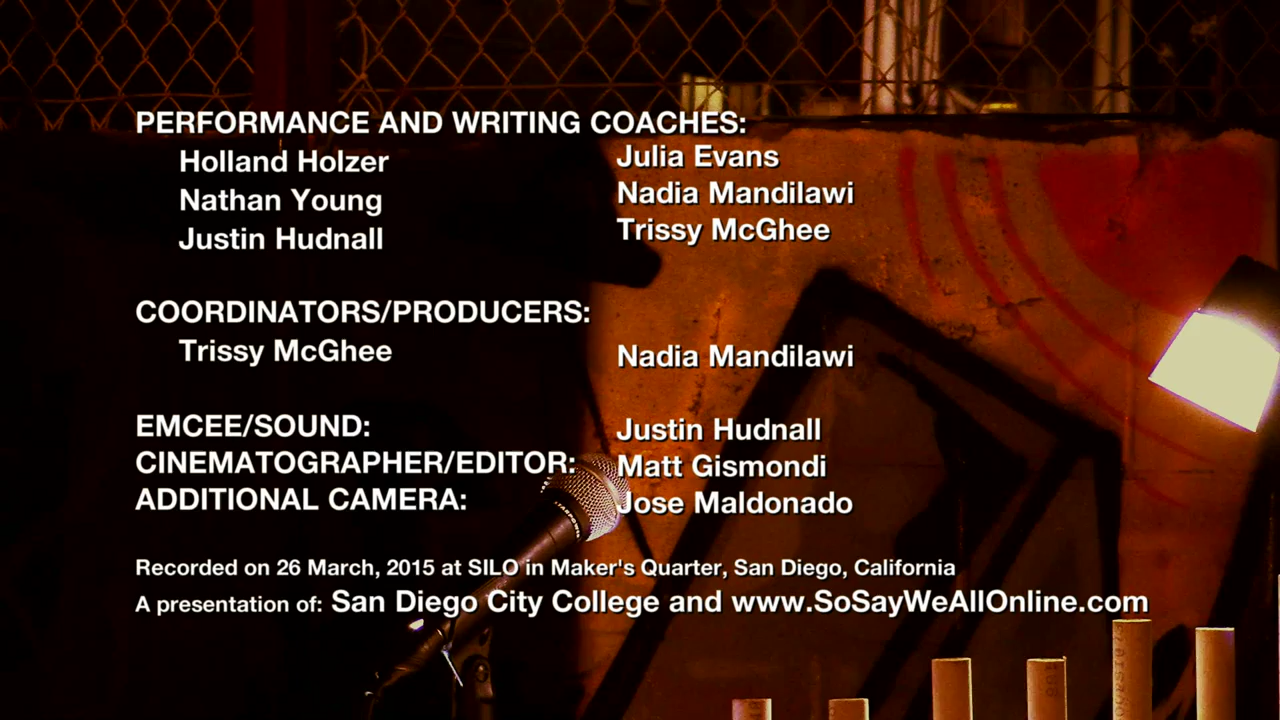 PERFORMANCE AND WRITING COACHES:
Holland Holzer Julia Evans
Nathan Young Nadia Mandilawi
Justin Hudnall Trissy McGhee
COORDINATORS/PRODUCERS:
Trissy McGhee Nadia Mandilawi
EMCEE/SOUND: Justin Hudnall
CINEMATOGRAPHER/EDITOR: Matt Gismondi
ADDITIONAL CAMERA: Jose Maldonado
Recorded on 26 March, 2015 at SILO in Maker's Quarter, San Diego, California
A presentation of: San Diego City College and www.SoSayWeAllOnline.com